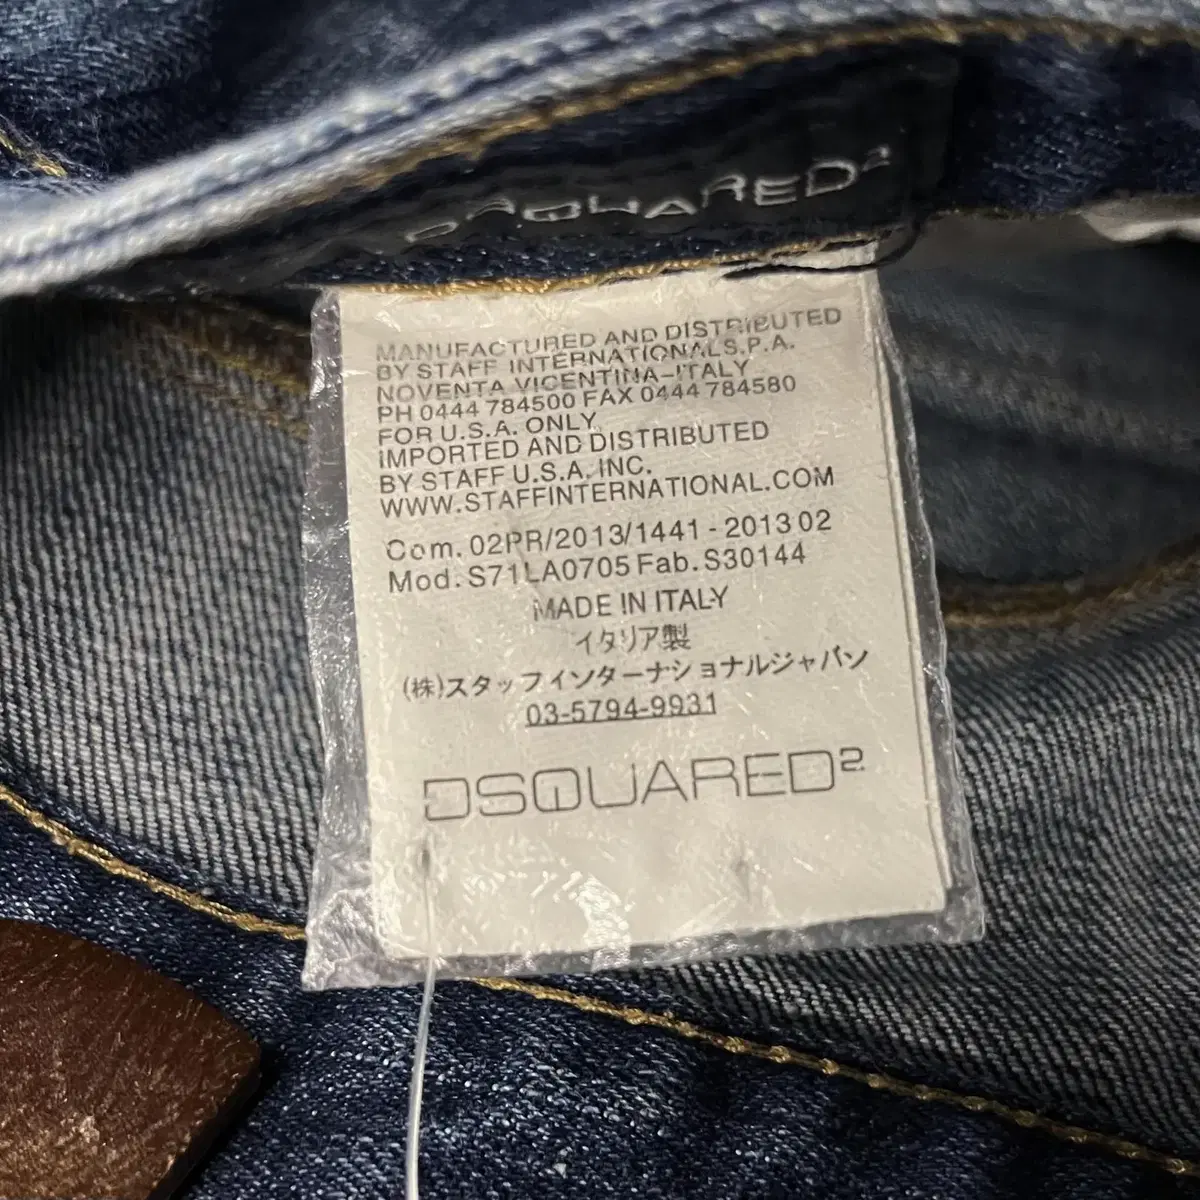 DSQUARED2
MANUFACTURED AND DISTRIBUTED
BY STAFF INTERNATIONAL S.P.A.
NOVENTA VICENTINA-ITALY
PH 0444 784500 FAX 0444 784580
FOR U.S.A. ONLY
IMPORTED AND DISTRIBUTED
BY STAFF U.S.A. INC.
WWW.STAFFINTERNATIONAL.COM
Com. 02PR/2013/1441 - 2013 02
Mod. S71LA0705 Fab. S30144
MADE IN ITALY
イタリア製
(株)スタッフインターナショナルジャパン
03-5794-9931
DSQUARED2